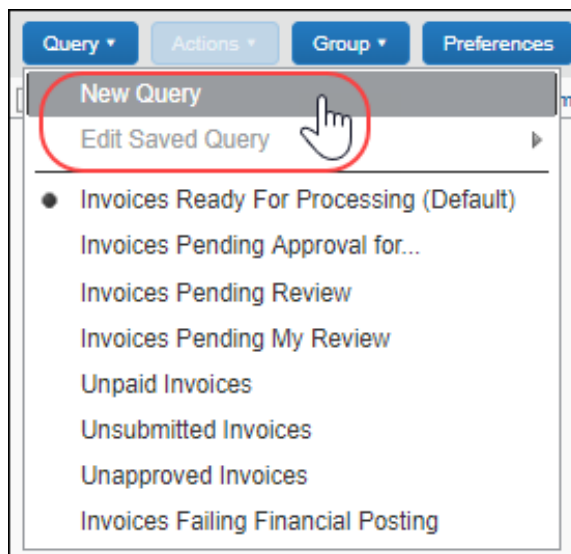 Query Actions Group Preferences
New Query
Edit Saved Query
Invoices Ready For Processing (Default)
Invoices Pending Approval for...
Invoices Pending Review
Invoices Pending My Review
Unpaid Invoices
Unsubmitted Invoices
Unapproved Invoices
Invoices Failing Financial Posting